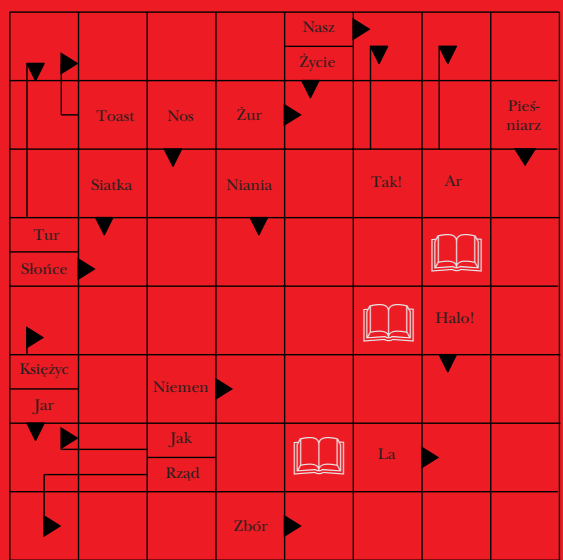 Nasz
Życie
Toast
Nos
Żur
Pieś-
niarz
Siatka
Niania
Tak!
Ar
Tur
Słońce
Halo!
Księżyc
Niemen
Jar
Jak
La
Rząd
Zbór